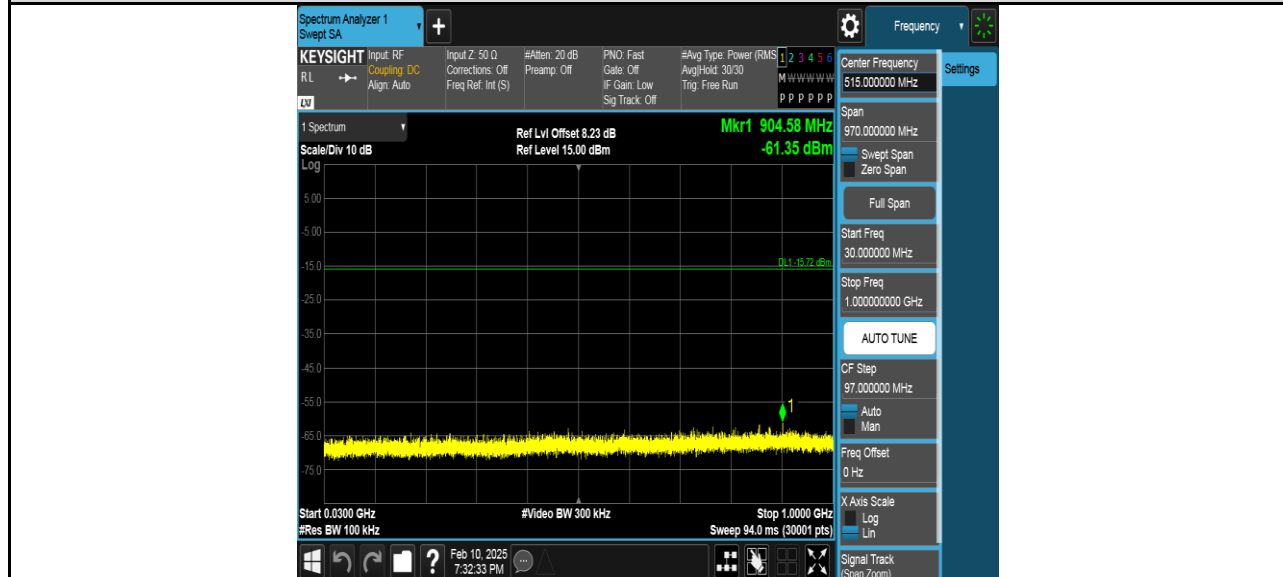 Spectrum Analyzer 1
Swept SA
+
Frequency
KEYSIGHT
RL
LXI
Input: RF
Coupling: DC
Align: Auto
Input Z: 50 Ω
Corrections: Off
Freq Ref: Int (S)
#Atten: 20 dB
Preamp: Off
PNO: Fast
Gate: Off
IF Gain: Low
Sig Track: Off
#Avg Type: Power (RMS
Avg|Hold: 30/30
Trig: Free Run
1 2 3 4 5 6
M W W W W W
P P P P P P
1 Spectrum
Scale/Div 10 dB
Ref Lvl Offset 8.23 dB
Ref Level 15.00 dBm
Mkr1 904.58 MHz
-61.35 dBm
Log
5.00
-5.00
-15.0
-25.0
-35.0
-45.0
-55.0
-65.0
-75.0
DL1 -15.72 dBm
1
Start 0.0300 GHz
#Res BW 100 kHz
#Video BW 300 kHz
Stop 1.0000 GHz
Sweep 94.0 ms (30001 pts)
?
Feb 10, 2025
7:32:33 PM
Center Frequency
515.000000 MHz
Settings
Span
970.000000 MHz
Swept Span
Zero Span
Full Span
Start Freq
30.000000 MHz
Stop Freq
1.000000000 GHz
AUTO TUNE
CF Step
97.000000 MHz
Auto
Man
Freq Offset
0 Hz
X Axis Scale
Log
Lin
Signal Track
(Span Zoom)